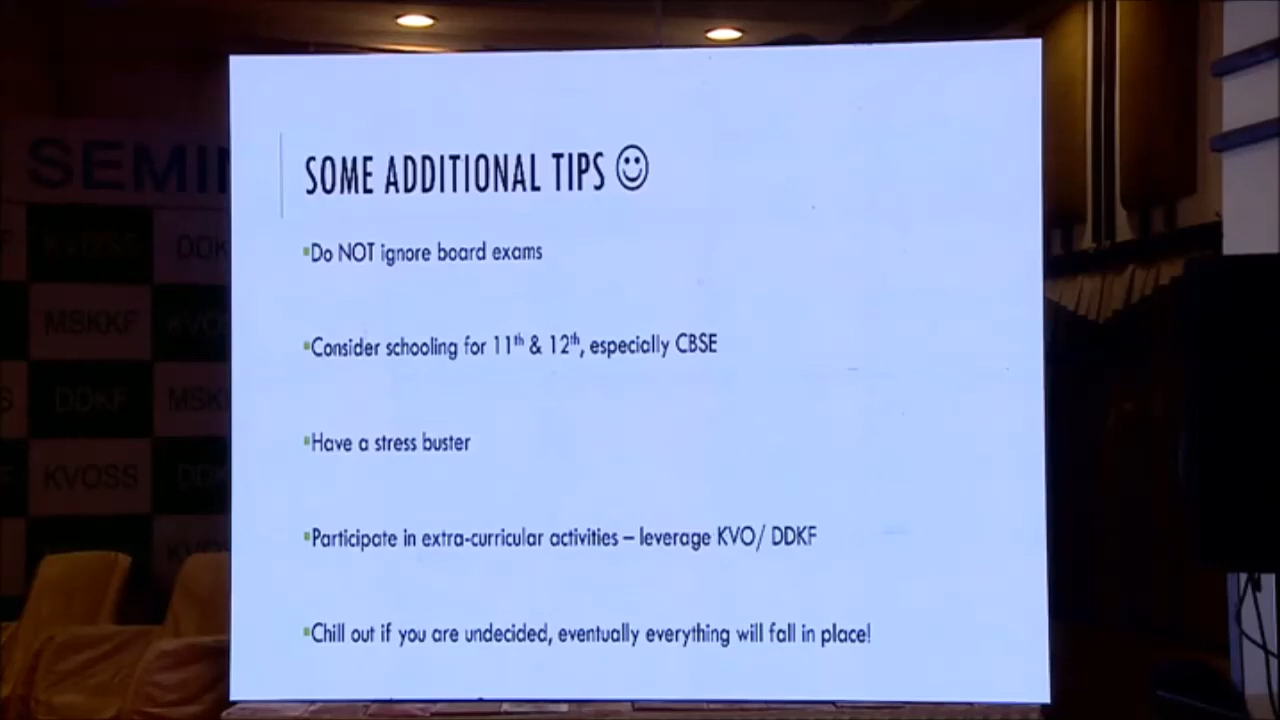 SOME ADDITIONAL TIPS ☺
▪Do NOT ignore board exams
▪Consider schooling for 11th & 12th, especially CBSE
▪Have a stress buster
▪Participate in extra-curricular activities – leverage KVO/ DDKF
▪Chill out if you are undecided, eventually everything will fall in place!
SEMI
DDK
MSKKF
KVOS
DDKF
MSK
KVOSS
DDK